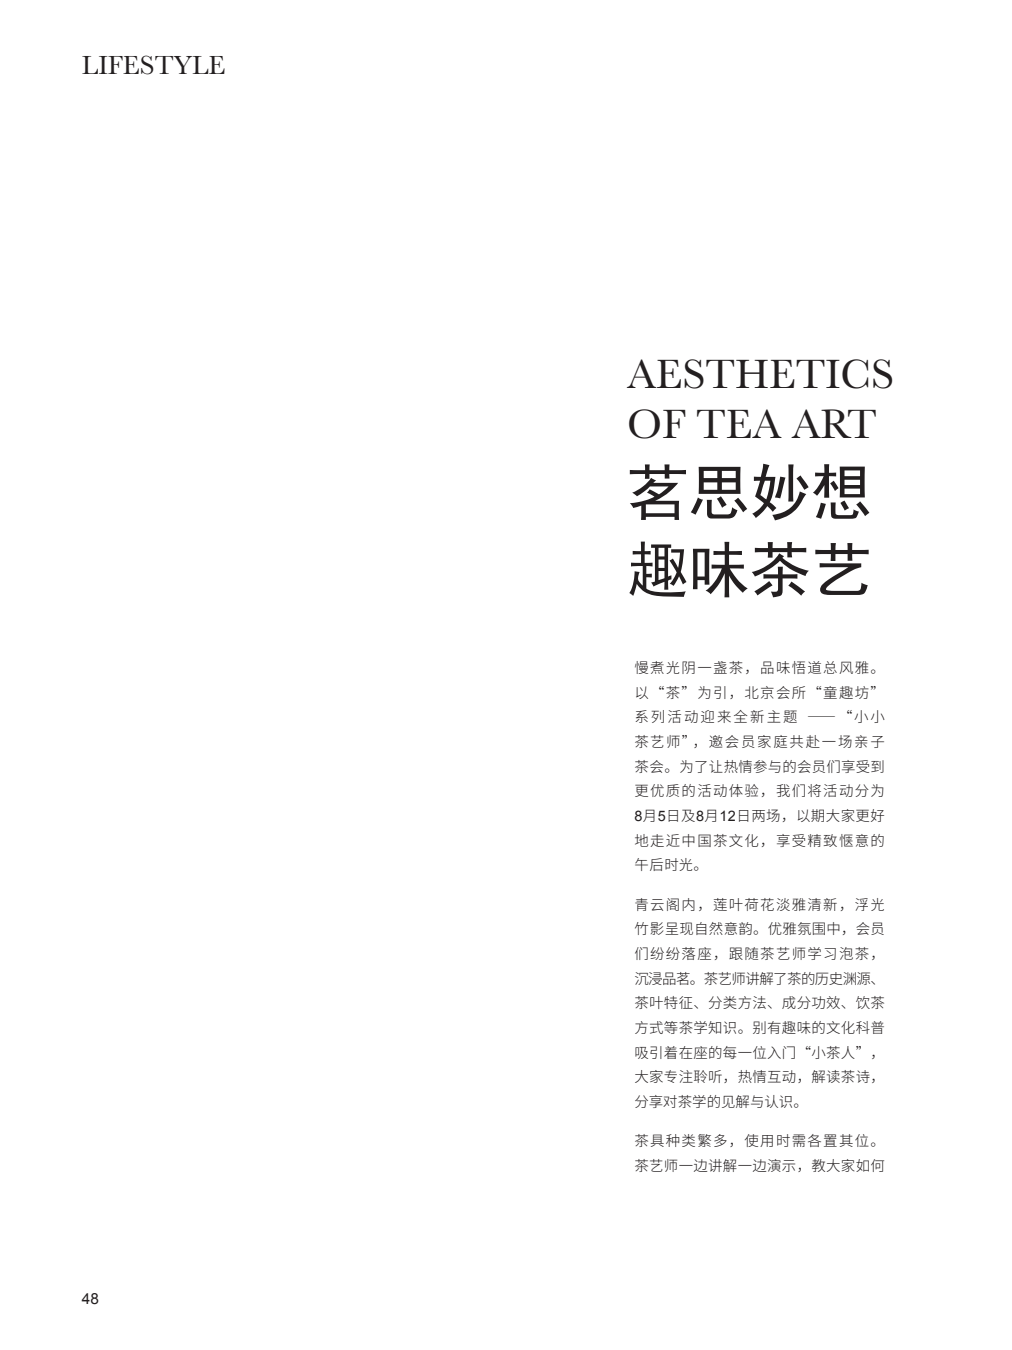 LIFESTYLE
AESTHETICS
OF TEA ART
茗思妙想
趣味茶艺
慢煮光阴一盏茶，品味悟道总风雅。
以“茶”为引，北京会所“童趣坊”
系列活动迎来全新主题 ——“小小
茶艺师”，邀会员家庭共赴一场亲子
茶会。为了让热情参与的会员们享受到
更优质的活动体验，我们将活动分为
8月5日及8月12日两场，以期大家更好
地走近中国茶文化，享受精致惬意的
午后时光。
青云阁内，莲叶荷花淡雅清新，浮光
竹影呈现自然意韵。优雅氛围中，会员
们纷纷落座，跟随茶艺师学习泡茶，
沉浸品茗。茶艺师讲解了茶的历史渊源、
茶叶特征、分类方法、成分功效、饮茶
方式等茶学知识。别有趣味的文化科普
吸引着在座的每一位入门“小茶人”，
大家专注聆听，热情互动，解读茶诗，
分享对茶学的见解与认识。
茶具种类繁多，使用时需各置其位。
茶艺师一边讲解一边演示，教大家如何
48